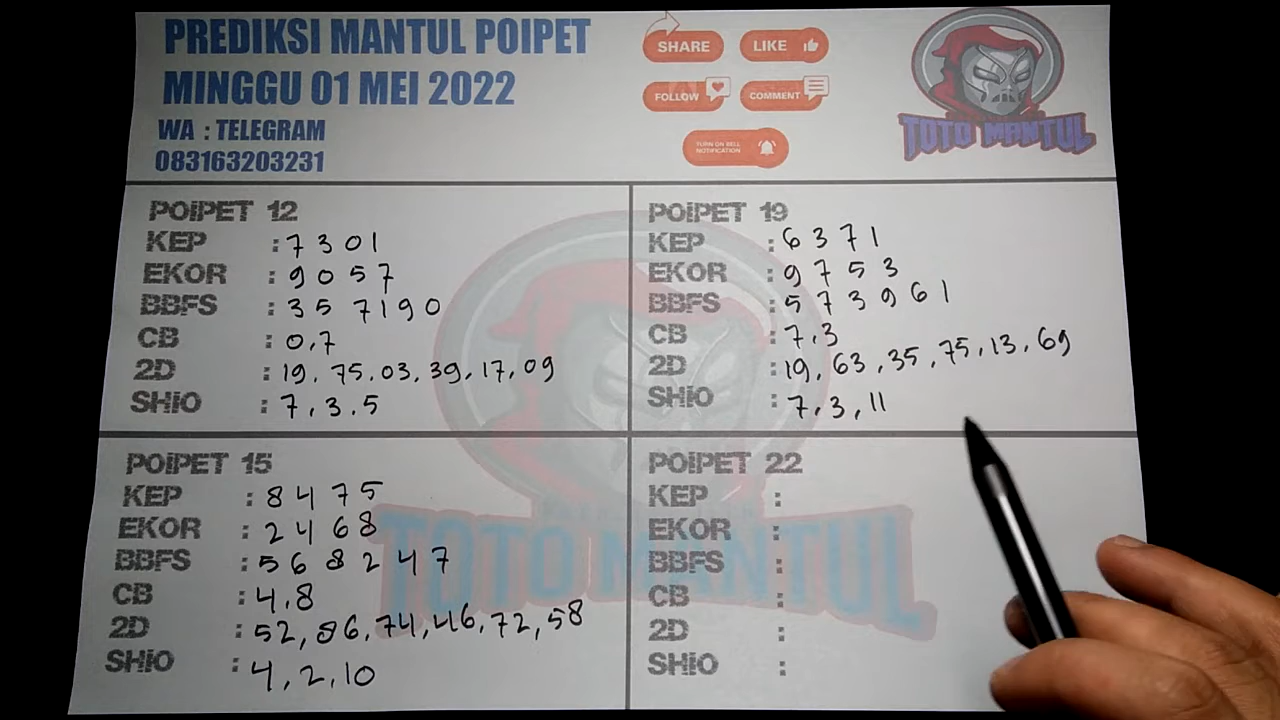 PREDIKSI MANTUL POIPET
MINGGU 01 MEI 2022
WA : TELEGRAM
083163203231
SHARE
LIKE
FOLLOW
COMMENT
TURN ON BELL
NOTIFICATION
TOTO MANTUL
POIPET 12
KEP : 7 3 0 1
EKOR : 9 0 5 7
BBFS : 3 5 7 1 9 0
CB : 0,7
2D : 19, 75, 03, 39, 17, 09
SHIO : 7, 3, 5
POIPET 19
KEP : 6 3 7 1
EKOR : 9 7 5 3
BBFS : 5 7 3 9 6 1
CB : 7,3
2D : 19, 63, 35, 75, 13, 69
SHIO : 7, 3, 11
POIPET 15
KEP : 8 4 7 5
EKOR : 2 4 6 8
BBFS : 5 6 8 2 4 7
CB : 4,8
2D : 52, 86, 74, 46, 72, 58
SHIO : 4, 2, 10
POIPET 22
KEP :
EKOR :
BBFS :
CB :
2D :
SHIO :
TOTO MANTUL